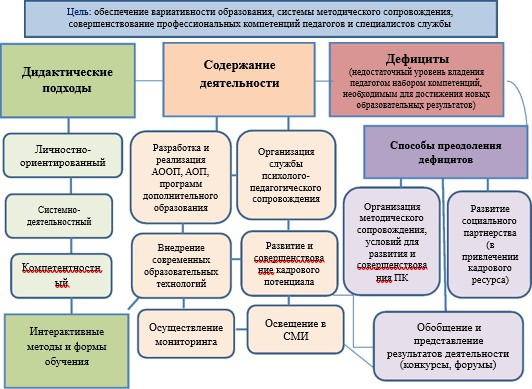 Цель: обеспечение вариативности образования, системы методического сопровождения,
совершенствование профессиональных компетенций педагогов и специалистов службы
Дидактические
подходы
Личностно-
ориентированный
Системно-
деятельностный
Компетентностн
ый
Интерактивные
методы и формы
обучения
Содержание
деятельности
Разработка и
реализация
АООП, АОП,
программ
дополнительного
образования
Организация
службы
психолого-
педагогического
сопровождения
Внедрение
современных
образовательных
технологий
Развитие и
совершенствова
ние кадрового
потенциала
Осуществление
мониторинга
Освещение в
СМИ
Дефициты
(недостаточный уровень владения
педагогом набором компетенций,
необходимым для достижения новых
образовательных результатов)
Способы преодоления
дефицитов
Организация
методического
сопровождения,
условий для
развития и
совершенствова
ния ПК
Развитие
социального
партнерства
(в
привлечении
кадрового
ресурса)
Обобщение и
представление
результатов деятельности
(конкурсы, форумы)